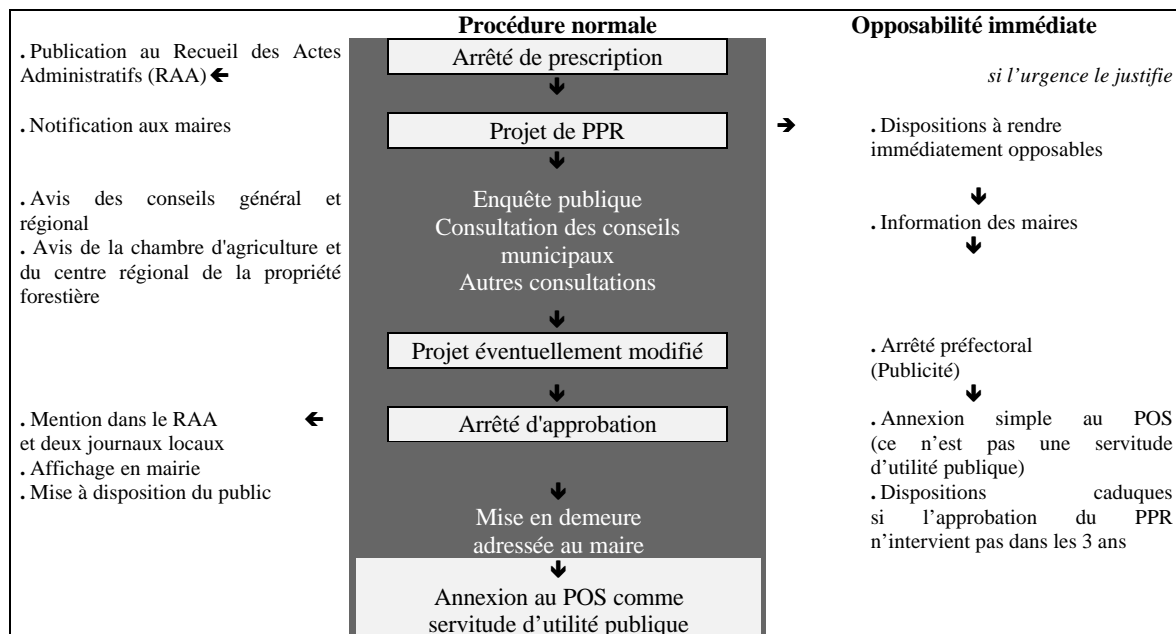 Procédure normale
Opposabilité immédiate
. Publication au Recueil des Actes
Administratifs (RAA) 🡸
Arrêté de prescription
🡻
si l’urgence le justifie
. Notification aux maires
Projet de PPR
🡺
. Dispositions à rendre
immédiatement opposables
🡻
. Avis des conseils général et
régional
. Avis de la chambre d'agriculture et
du centre régional de la propriété
forestière
Enquête publique
Consultation des conseils
municipaux
Autres consultations
🡻
🡻
. Information des maires
🡻
Projet éventuellement modifié
🡻
. Arrêté préfectoral
(Publicité)
🡻
. Mention dans le RAA 🡸
et deux journaux locaux
. Affichage en mairie
. Mise à disposition du public
Arrêté d'approbation
🡻
. Annexion simple au POS
(ce n’est pas une servitude
d’utilité publique)
. Dispositions caduques
si l’approbation du PPR
n’intervient pas dans les 3 ans
Mise en demeure
adressée au maire
🡻
Annexion au POS comme
servitude d’utilité publique